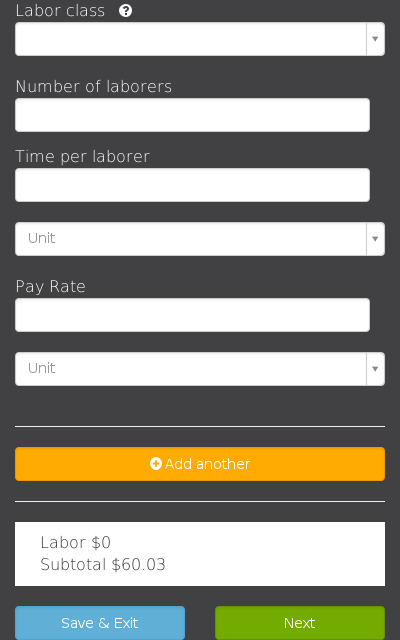 Labor class
Number of laborers
Time per laborer
Unit
Pay Rate
Unit
Add another
Labor $0
Subtotal $60.03
Save & Exit
Next